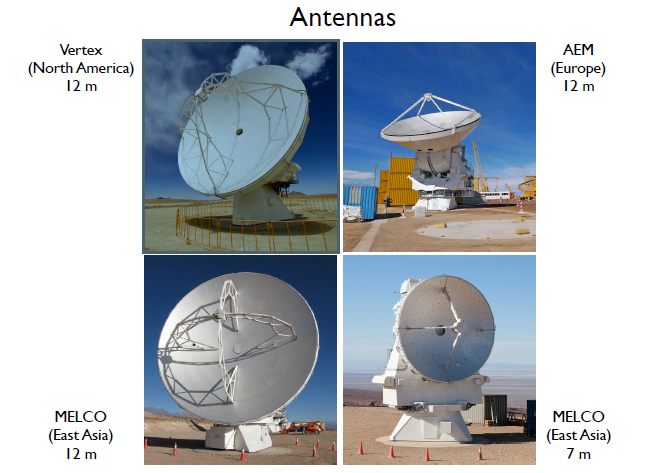 Antennas
Vertex
(North America)
12 m
AEM
(Europe)
12 m
MELCO
(East Asia)
12 m
MELCO
(East Asia)
7 m